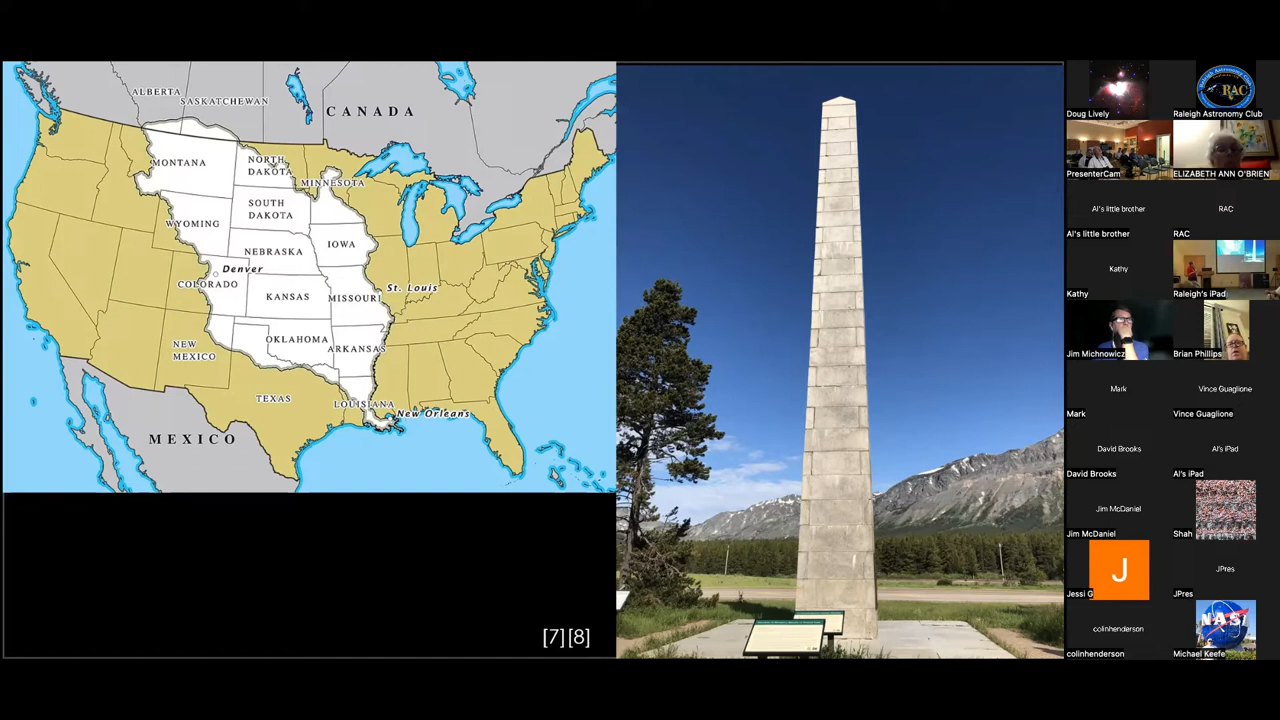 ALBERTA
SASKATCHEWAN
CANADA
MONTANA
NORTH
DAKOTA
MINNESOTA
SOUTH
DAKOTA
WYOMING
IOWA
NEBRASKA
Denver
COLORADO
St. Louis
KANSAS
MISSOURI
OKLAHOMA
ARKANSAS
NEW
MEXICO
TEXAS
LOUISIANA
New Orleans
MEXICO
[7][8]
Doug Lively
RAC
Raleigh Astronomy Club
PresenterCam
ELIZABETH ANN O'BRIEN
Al's little brother
RAC
Al's little brother
RAC
Kathy
Kathy
Raleigh's iPad
Jim Michnowicz
Brian Phillips
Mark
Vince Guaglione
Mark
Vince Guaglione
David Brooks
Al's iPad
David Brooks
Al's iPad
Jim McDaniel
Jim McDaniel
Shah
J
JPres
Jessi G
JPres
colinhenderson
NASA
colinhenderson
Michael Keefe